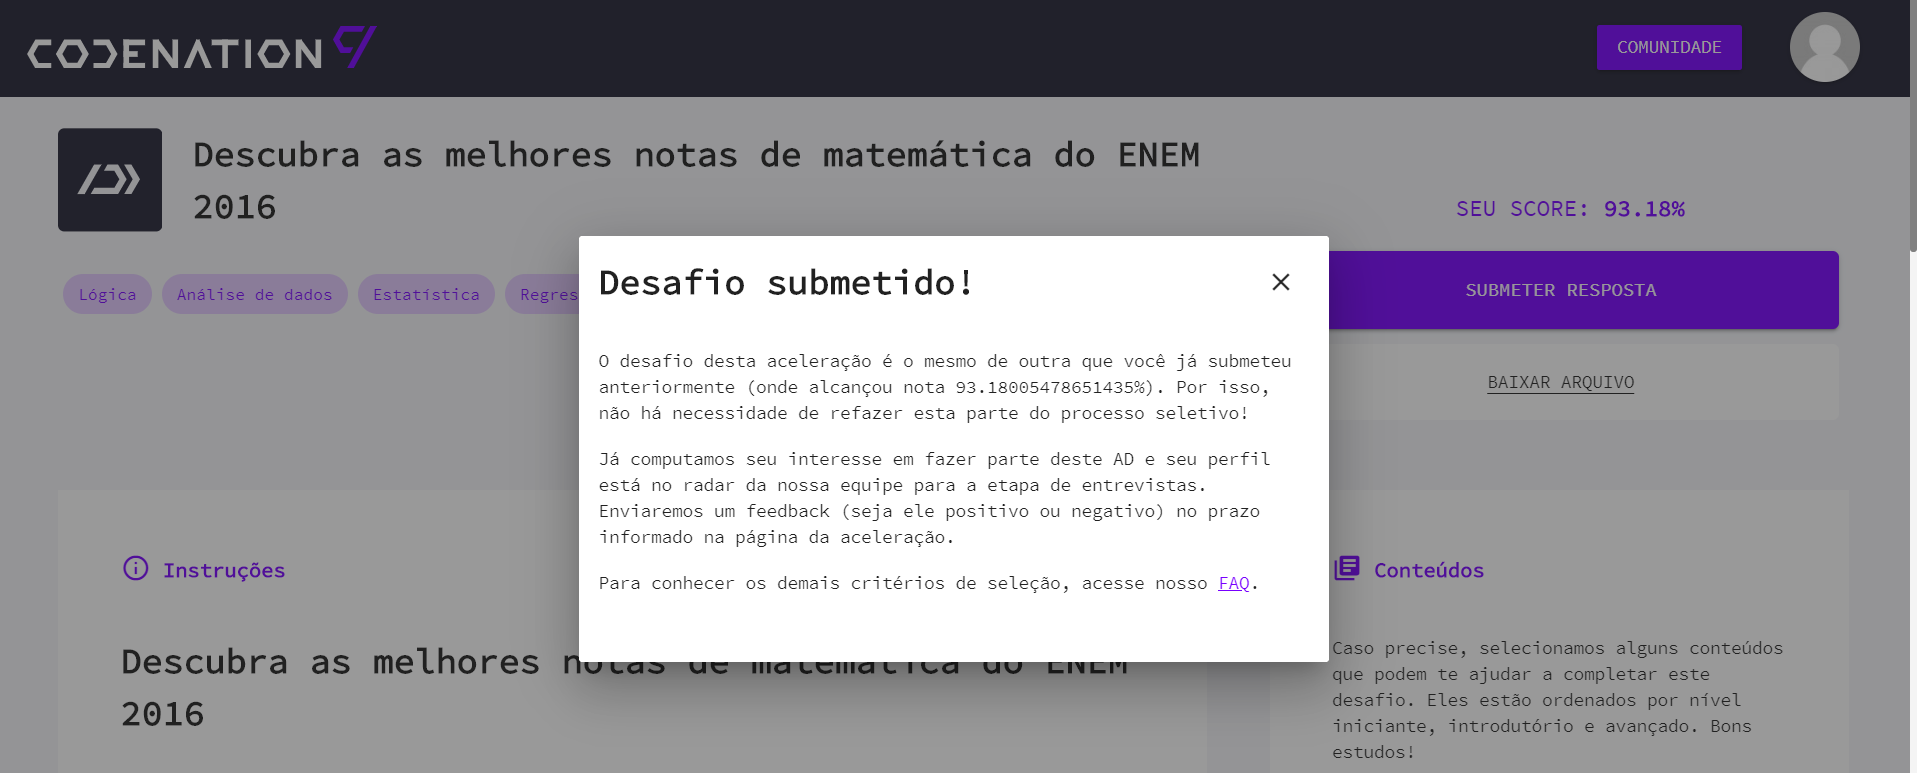 CODENATION
COMUNIDADE
Descubra as melhores notas de matemática do ENEM
2016
SEU SCORE: 93.18%
Lógica
Análise de dados
Estatística
SUBMETER RESPOSTA
BAIXAR ARQUIVO
Desafio submetido!
O desafio desta aceleração é o mesmo de outra que você já submeteu
anteriormente (onde alcançou nota 93.18005478651435%). Por isso,
não há necessidade de refazer esta parte do processo seletivo!
Já computamos seu interesse em fazer parte deste AD e seu perfil
está no radar da nossa equipe para a etapa de entrevistas.
Enviaremos um feedback (seja ele positivo ou negativo) no prazo
informado na página da aceleração.
Para conhecer os demais critérios de seleção, acesse nosso FAQ.
Instruções
Descubra as melhores notas de matemática do ENEM
2016
Conteúdos
Caso precise, selecionamos alguns conteúdos
que podem te ajudar a completar este
desafio. Eles estão ordenados por nível
iniciante, introdutório e avançado. Bons
estudos!